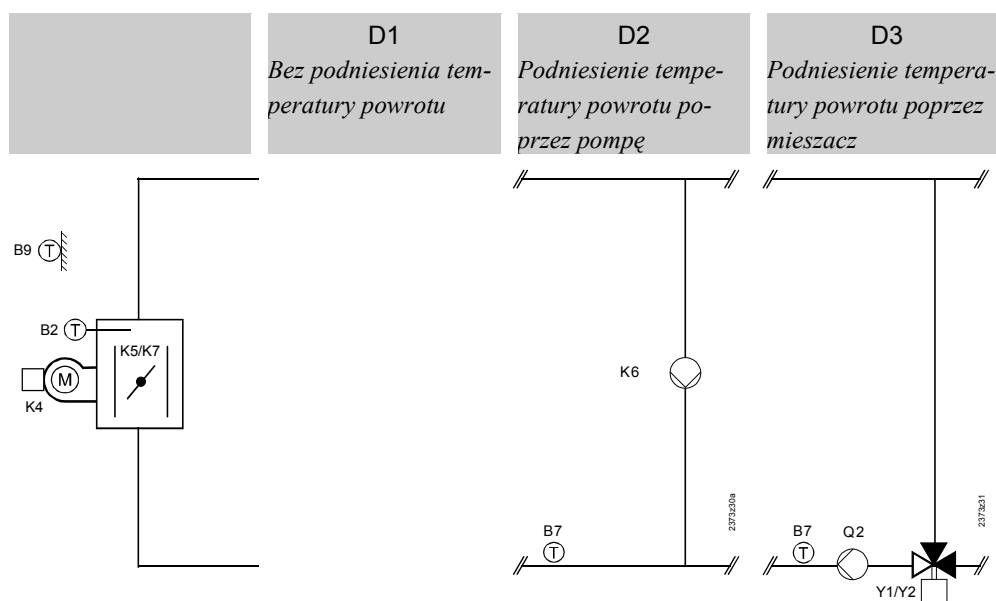 D1
Bez podniesienia tem-
peratury powrotu
D2
Podniesienie tempe-
ratury powrotu po-
przez pompę
D3
Podniesienie tempera-
tury powrotu poprzez
mieszacz
B9 T
B2 T
K5/K7
M
K4
K6
2373z30a
B7
T
2373z31
B7
T
Q2
Y1/Y2